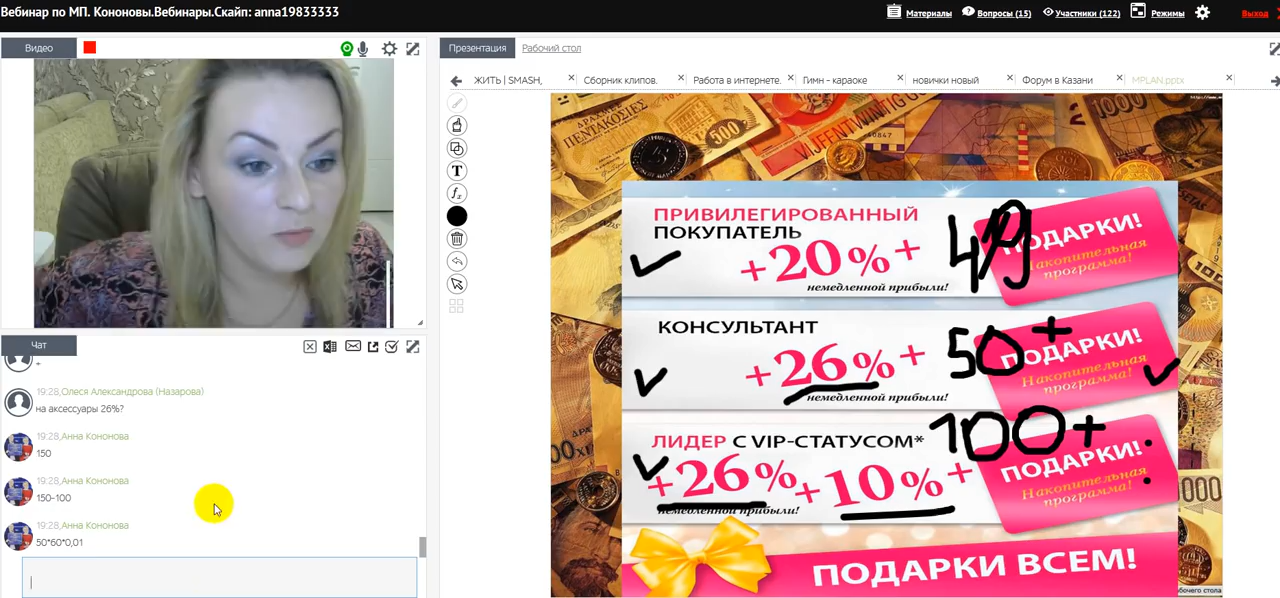 Вебинар по МП. Кононовы.Вебинары.Скайп: anna19833333
Материалы Вопросы (15) Участники (122) Режимы Выход
Видео
Презентация Рабочий стол
ЖИТЬ | SMASH, Сборник клипов. Работа в интернете. Гимн - караоке новички новый Форум в Казани MPLAN.pptx
ПРИВИЛЕГИРОВАННЫЙ
ПОКУПАТЕЛЬ
+20%+
немедленной прибыли!
49
ПОДАРКИ!
Накопительная
программа!
КОНСУЛЬТАНТ
+26%+
немедленной прибыли!
50+
ПОДАРКИ!
Накопительная
программа!
ЛИДЕР С VIP-СТАТУСОМ*
+26%+10%+
немедленной прибыли!
100+
ПОДАРКИ!
Накопительная
программа!
ПОДАРКИ ВСЕМ!
Чат
+
19:28,Олеся Александрова (Назарова)
на аксессуары 26%?
19:28,Анна Кононова
150
19:28,Анна Кононова
150-100
19:28,Анна Кононова
50*60*0,01